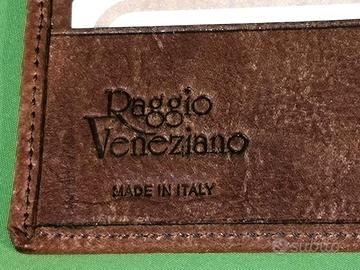 Raggio
Veneziano
MADE IN ITALY
subito